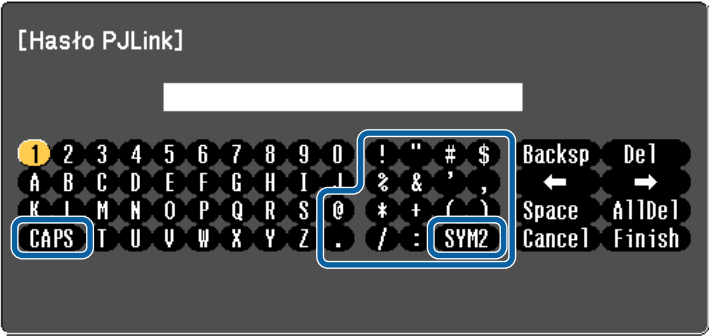 [Hasło PJLink]
1 2 3 4 5 6 7 8 9 0 ! " # $ Backsp Del
A B C D E F G H I J % & ' , ← →
K L M N O P Q R S @ * + ( ) Space AllDel
CAPS T U V W X Y Z . / : SYM2 Cancel Finish